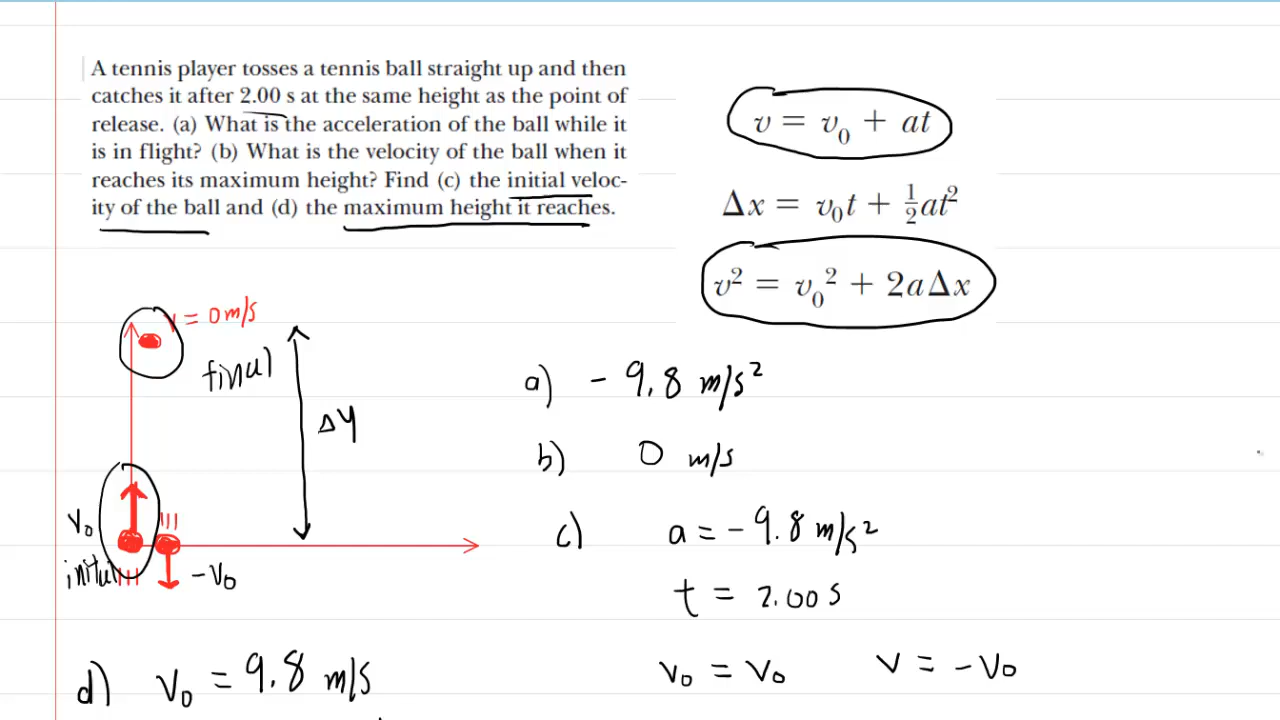 A tennis player tosses a tennis ball straight up and then
catches it after 2.00 s at the same height as the point of
release. (a) What is the acceleration of the ball while it
is in flight? (b) What is the velocity of the ball when it
reaches its maximum height? Find (c) the initial veloc-
ity of the ball and (d) the maximum height it reaches.
v = v₀ + at
Δx = v₀t + ½at²
v² = v₀² + 2aΔx
v = 0 m/s
final
Δy
v₀
initial
-v₀
a) - 9.8 m/s²
b) 0 m/s
c) a = -9.8 m/s²
t = 2.00 s
v₀ = v₀ v = -v₀
d) v₀ = 9.8 m/s